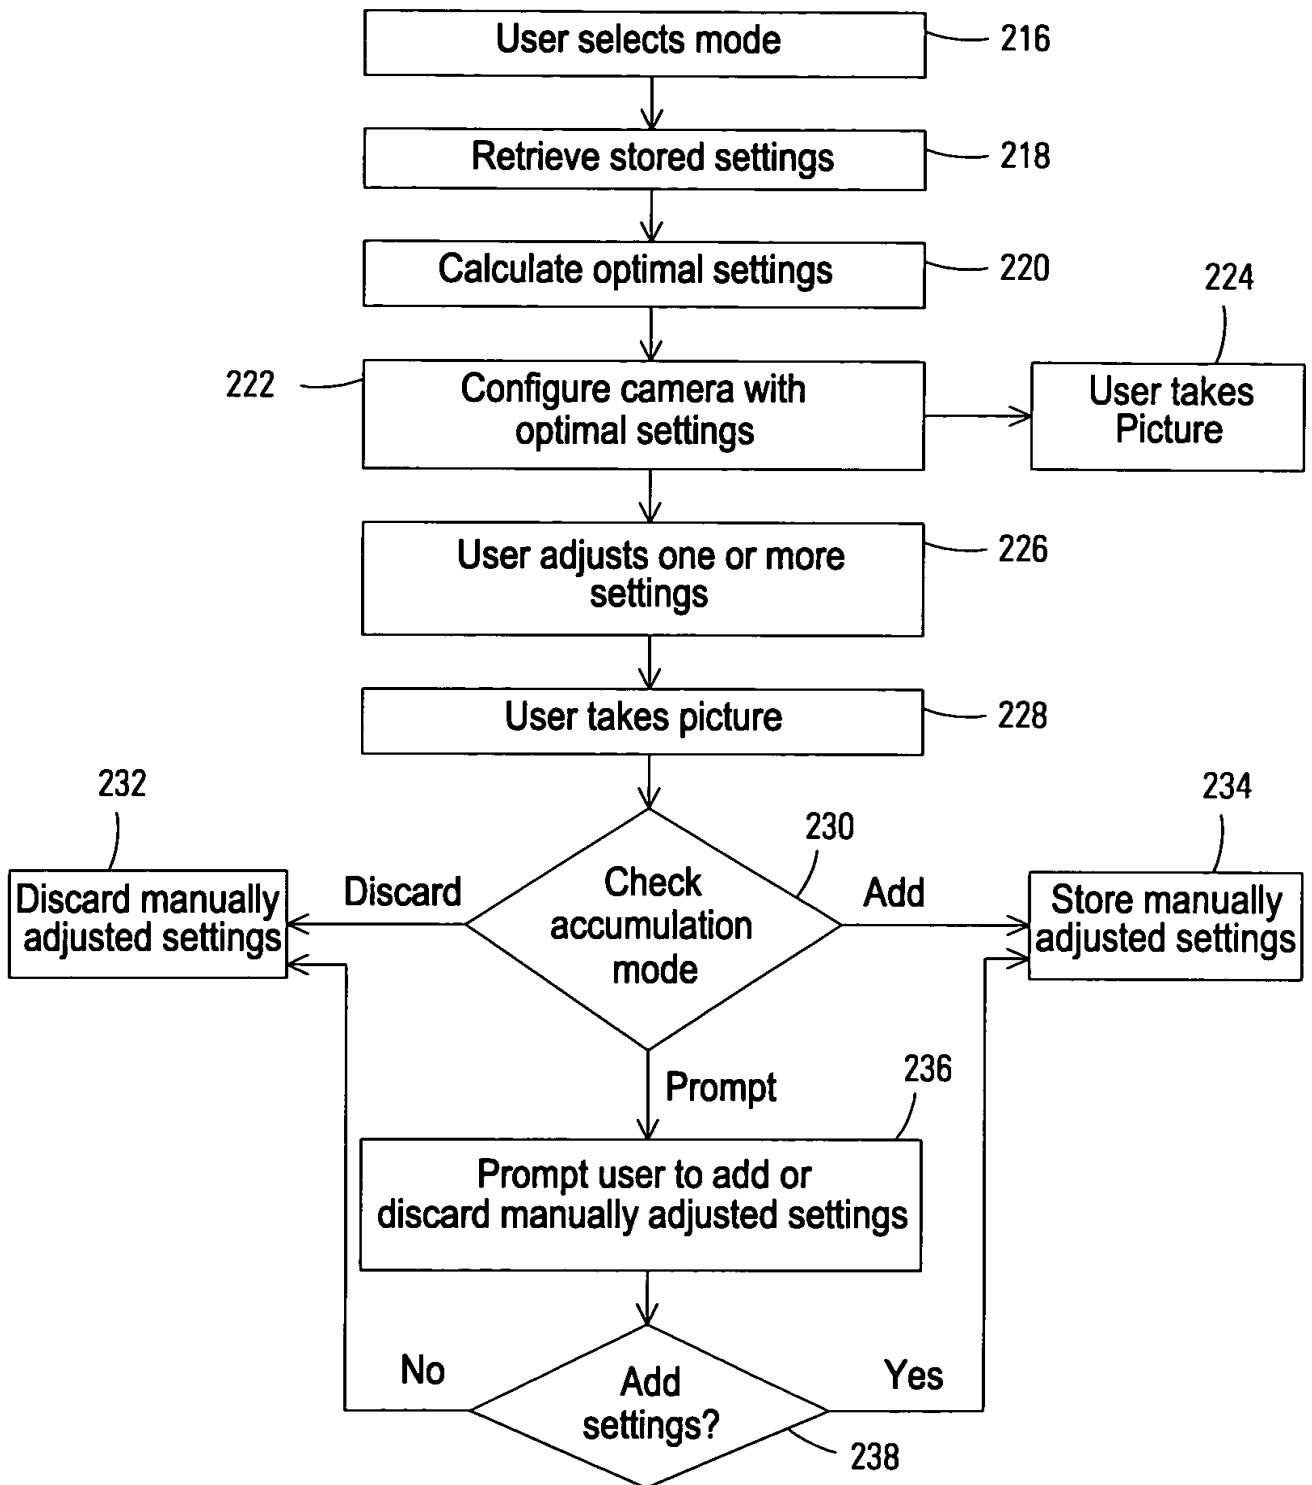 User selects mode
216
Retrieve stored settings
218
Calculate optimal settings
220
224
222
Configure camera with
optimal settings
User takes
Picture
User adjusts one or more
settings
226
User takes picture
228
232
234
230
Discard manually
adjusted settings
Discard
Check
accumulation
mode
Add
Store manually
adjusted settings
Prompt
236
Prompt user to add or
discard manually adjusted settings
No
Add
settings?
Yes
238